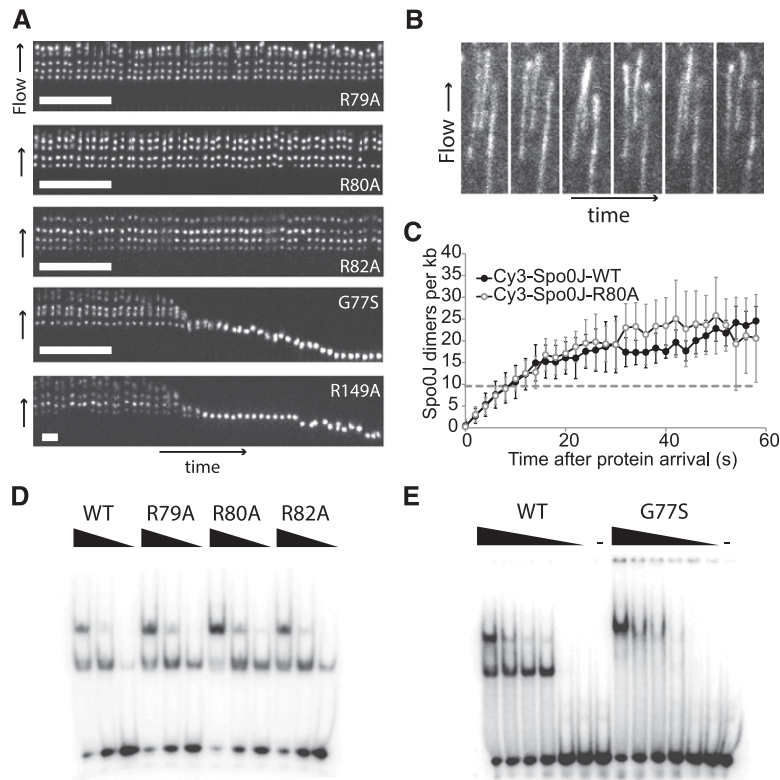 A
Flow
R79A
R80A
R82A
G77S
R149A
time
B
Flow
time
C
Spo0J dimers per kb
40
35
30
25
20
15
10
5
0
Cy3-Spo0J-WT
Cy3-Spo0J-R80A
0 20 40 60
Time after protein arrival (s)
D
WT R79A R80A R82A
E
WT - G77S -